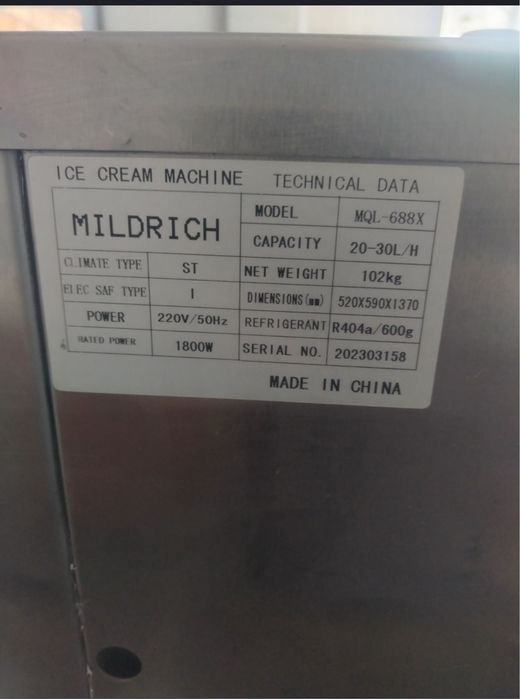 ICE CREAM MACHINE TECHNICAL DATA
MILDRICH
MODEL MQL-688X
CAPACITY 20-30L/H
CLIMATE TYPE ST
NET WEIGHT 102kg
ELEC SAF TYPE I
DIMENSIONS(mm) 520X590X1370
POWER 220V/50Hz
REFRIGERANT R404a/600g
RATED POWER 1800W
SERIAL NO. 202303158
MADE IN CHINA